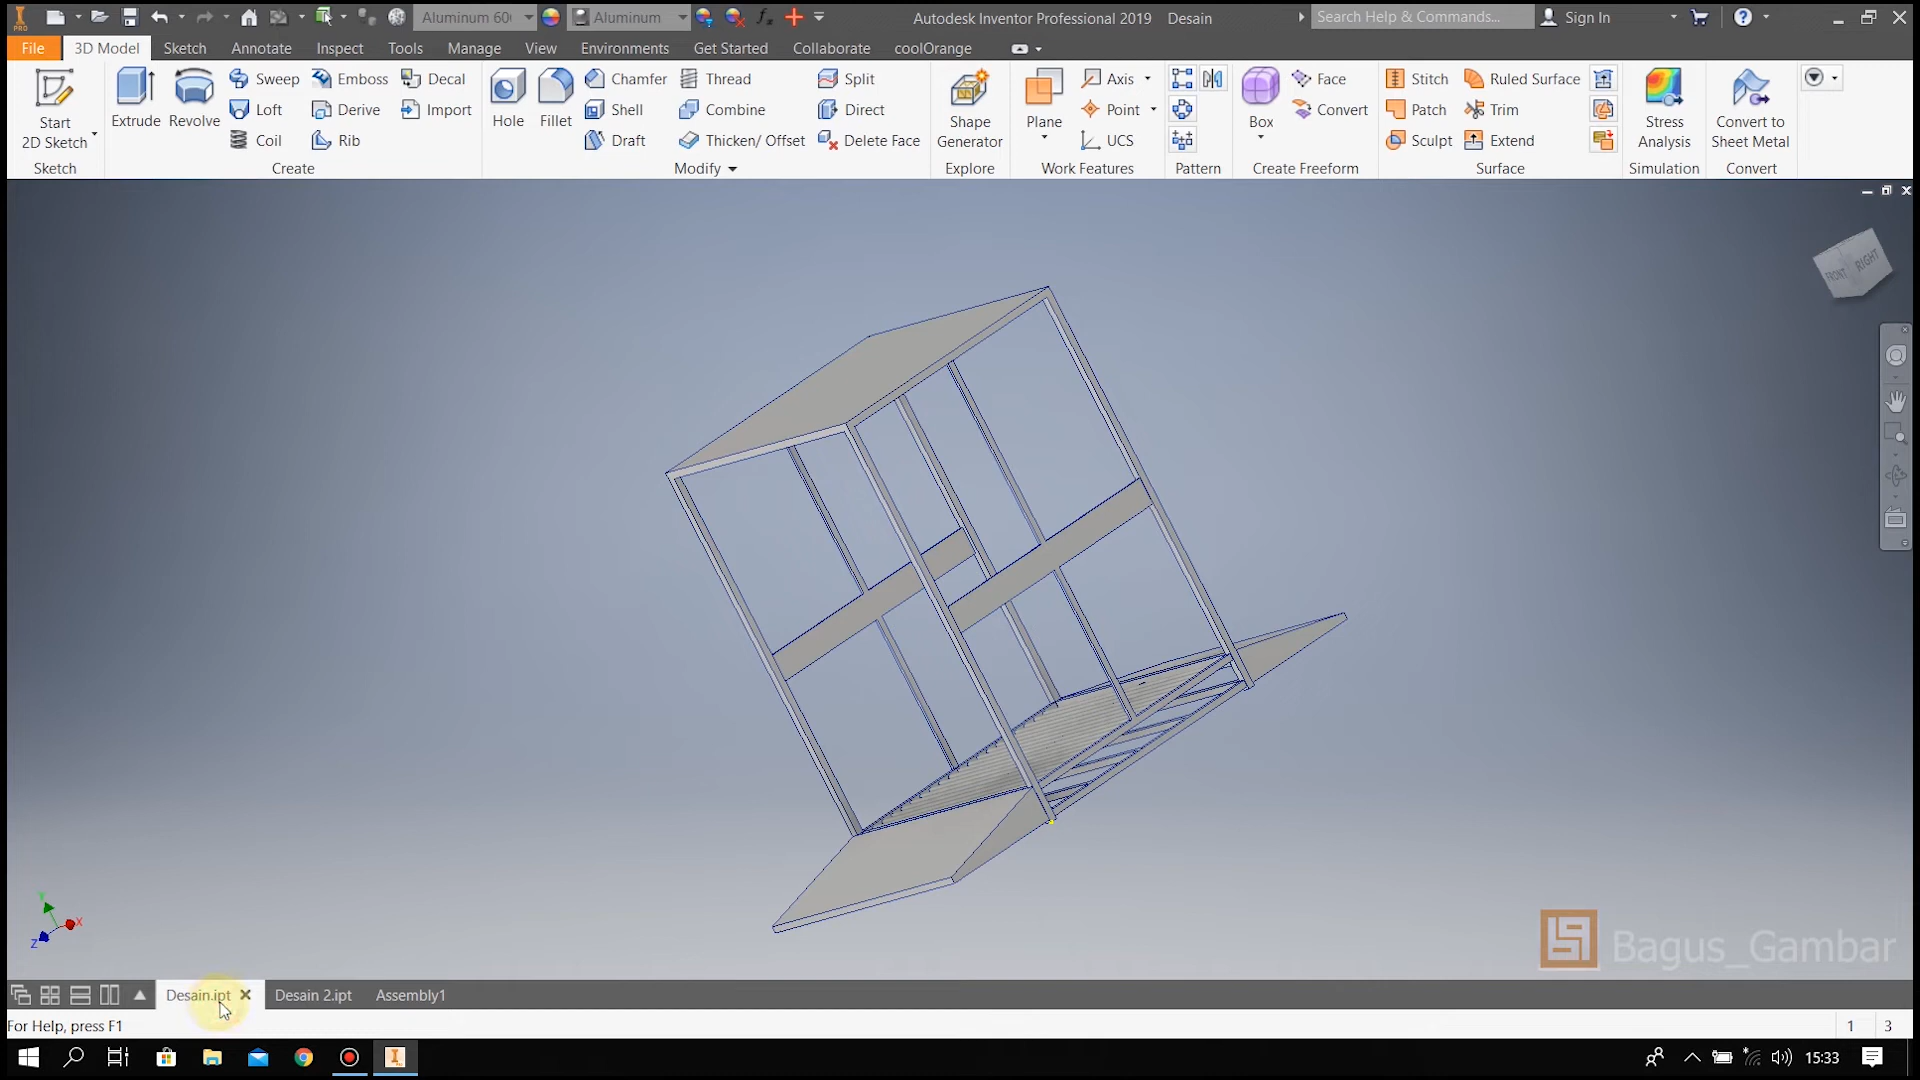 PRO
Aluminum 60
Aluminum
Autodesk Inventor Professional 2019 Desain
Search Help & Commands...
Sign In
File 3D Model Sketch Annotate Inspect Tools Manage View Environments Get Started Collaborate coolOrange
Start
2D Sketch
Extrude
Revolve
Sweep
Loft
Coil
Emboss
Derive
Rib
Decal
Import
Hole
Fillet
Chamfer
Shell
Draft
Thread
Combine
Thicken/ Offset
Split
Direct
Delete Face
Shape
Generator
Plane
Axis
Point
UCS
Box
Face
Convert
Stitch
Patch
Sculpt
Ruled Surface
Trim
Extend
Stress
Analysis
Convert to
Sheet Metal
Sketch Create Modify Explore Work Features Pattern Create Freeform Surface Simulation Convert
FRONT RIGHT
Y
X
Z
Bagus_Gambar
Desain.ipt Desain 2.ipt Assembly1
For Help, press F1
1 3
15:33